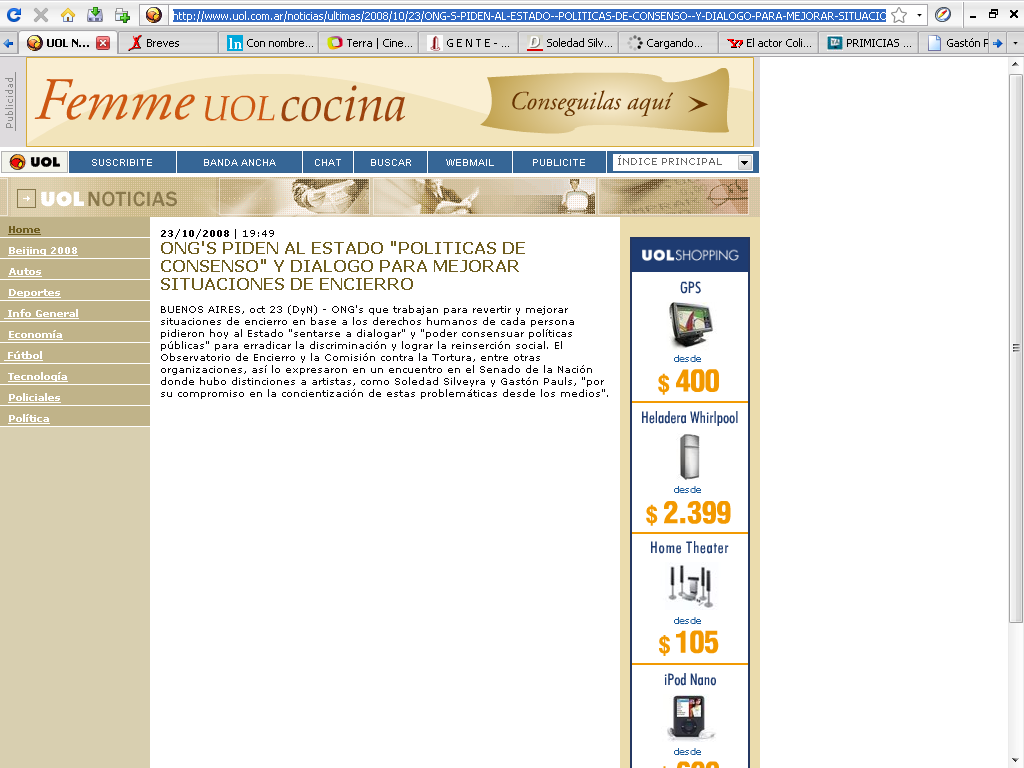 http://www.uol.com.ar/noticias/ultimas/2008/10/23/ONG-S-PIDEN-AL-ESTADO--POLITICAS-DE-CONSENSO--Y-DIALOGO-PARA-MEJORAR-SITUACIO
UOL N...
Breves
Con nombre...
Terra | Cine...
G E N T E - ...
Soledad Silv...
Cargando...
El actor Coli...
PRIMICIAS ...
Gastón P
Publicidad
Femme UOL cocina
Conseguilas aquí >
UOL
SUSCRIBITE
BANDA ANCHA
CHAT
BUSCAR
WEBMAIL
PUBLICITE
ÍNDICE PRINCIPAL
UOL NOTICIAS
Home
Beijing 2008
Autos
Deportes
Info General
Economía
Fútbol
Tecnología
Policiales
Política
23/10/2008 | 19:49
ONG'S PIDEN AL ESTADO "POLITICAS DE
CONSENSO" Y DIALOGO PARA MEJORAR
SITUACIONES DE ENCIERRO
BUENOS AIRES, oct 23 (DyN) - ONG's que trabajan para revertir y mejorar
situaciones de encierro en base a los derechos humanos de cada persona
pidieron hoy al Estado "sentarse a dialogar" y "poder consensuar políticas
públicas" para erradicar la discriminación y lograr la reinserción social. El
Observatorio de Encierro y la Comisión contra la Tortura, entre otras
organizaciones, así lo expresaron en un encuentro en el Senado de la Nación
donde hubo distinciones a artistas, como Soledad Silveyra y Gastón Pauls, "por
su compromiso en la concientización de estas problemáticas desde los medios".
UOL SHOPPING
GPS
desde
$ 400
Heladera Whirlpool
desde
$ 2.399
Home Theater
desde
$ 105
iPod Nano
desde